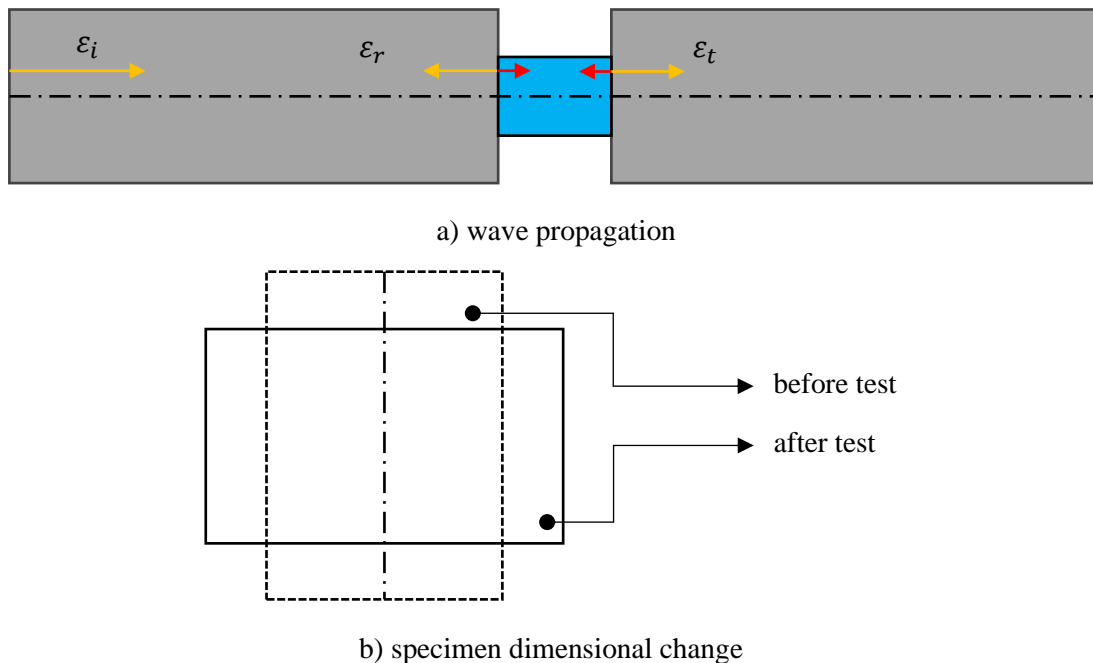 εᵢ εᵣ εₜ
a) wave propagation
before test
after test
b) specimen dimensional change